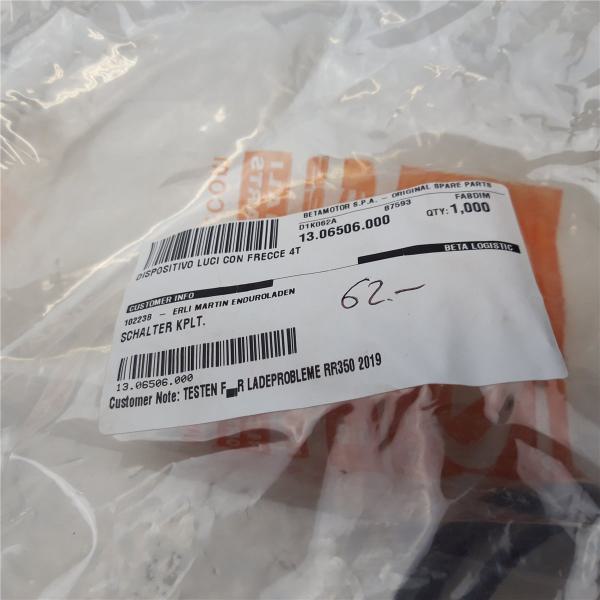 BETAMOTOR S.P.A. - ORIGINAL SPARE PARTS
D1K062A 87593 FABDIM
13.06506.000 QTY: 1,000
DISPOSITIVO LUCI CON FRECCE 4T
BETA LOGISTIC
CUSTOMER INFO
102238 - ERLI MARTIN ENDUROLADEN
SCHALTER KPLT.
62.-
13.06506.000
Customer Note: TESTEN F R LADEPROBLEME RR350 2019